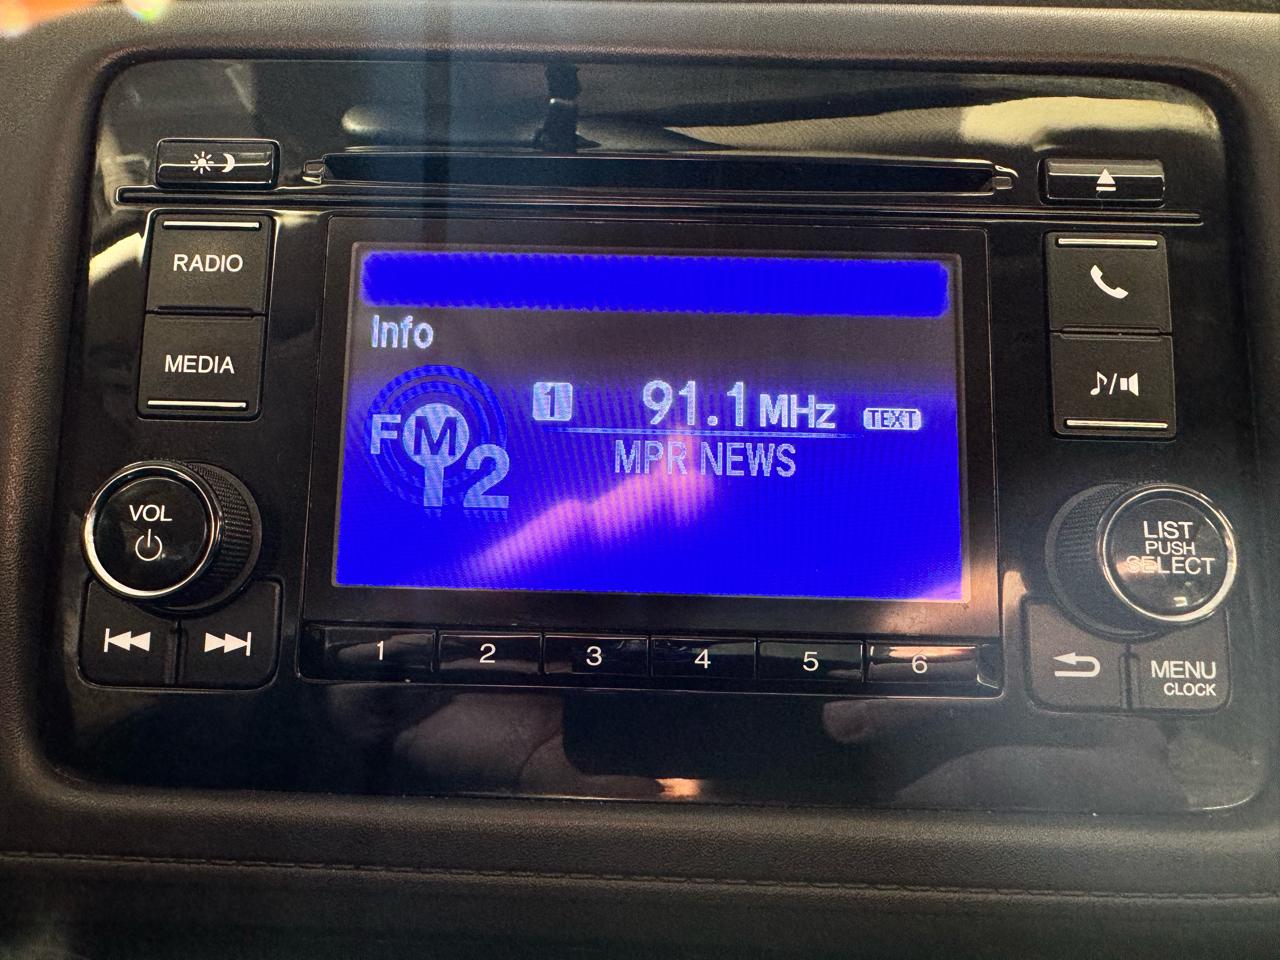 RADIO
MEDIA
VOL
Info
FM 2
1 91.1 MHz TEXT
MPR NEWS
LIST
PUSH
SELECT
1 2 3 4 5 6
MENU
CLOCK